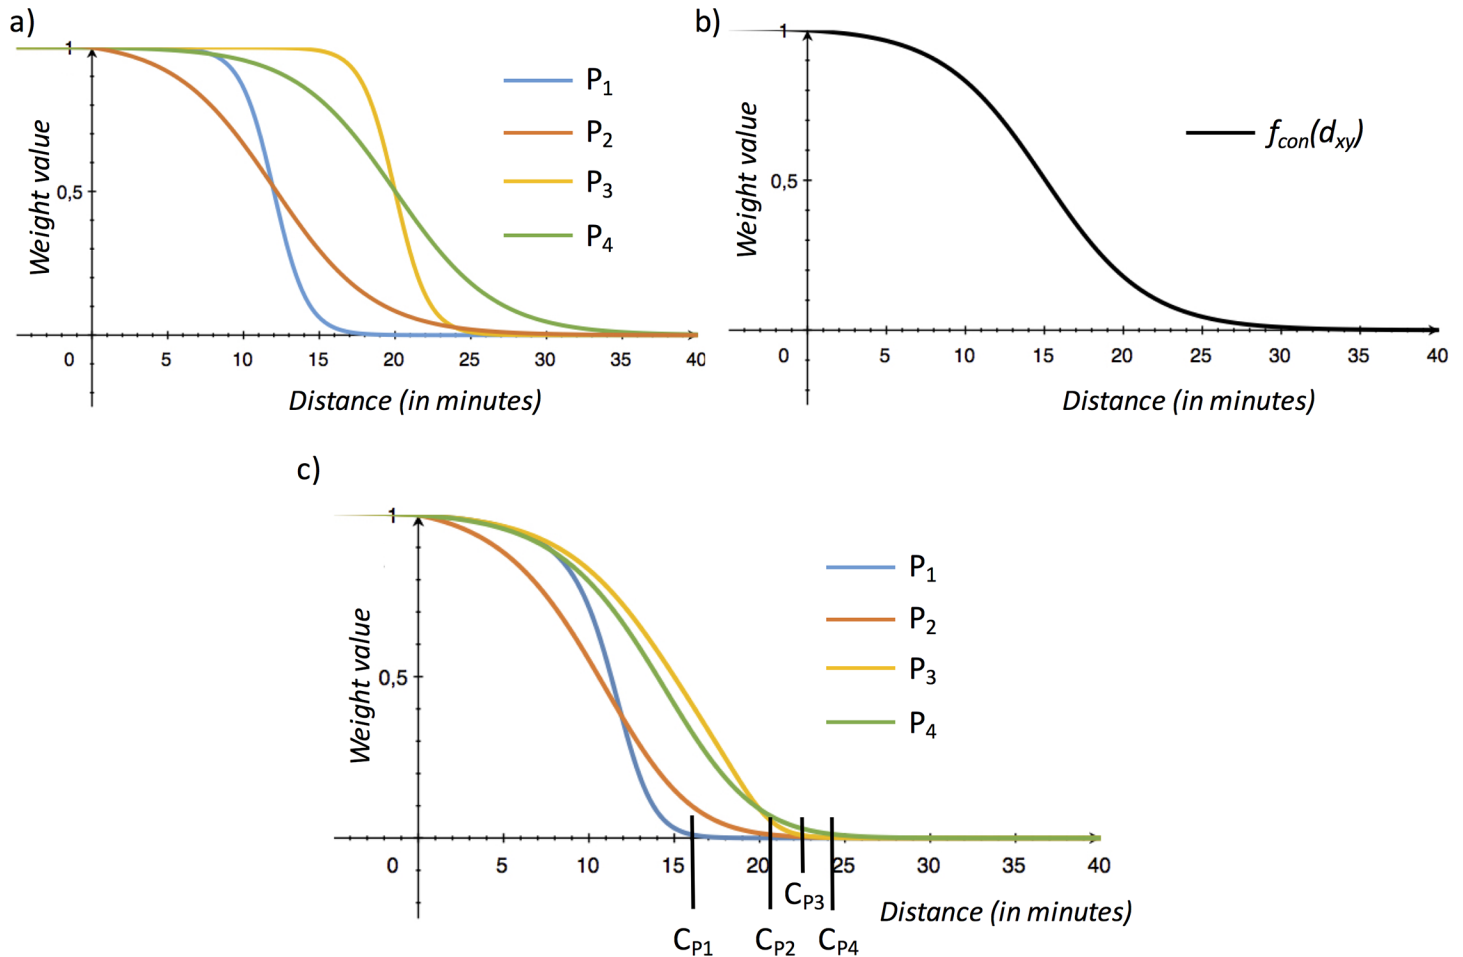 a)
1
0,5
Weight value
0 5 10 15 20 25 30 35 40
Distance (in minutes)
P1
P2
P3
P4
b)
1
0,5
Weight value
0 5 10 15 20 25 30 35 40
Distance (in minutes)
fcon(dxy)
c)
1
0,5
Weight value
0 5 10 15 20 25 30 35 40
CP3
CP1 CP2 CP4
Distance (in minutes)
P1
P2
P3
P4